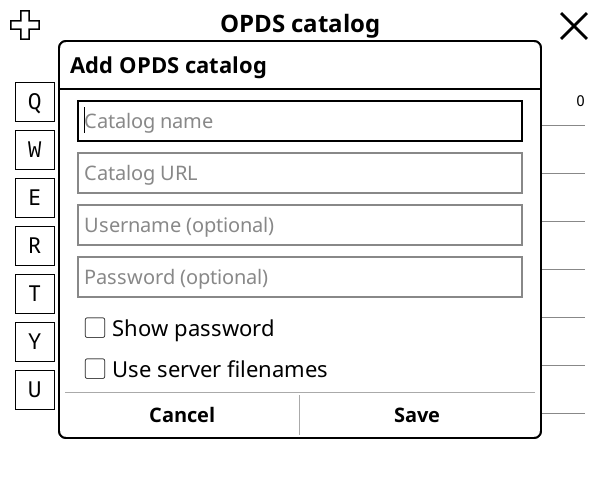 OPDS catalog
Add OPDS catalog
Q
0
Catalog name
W
Catalog URL
E
Username (optional)
R
Password (optional)
T
Show password
Y
Use server filenames
U
Cancel
Save